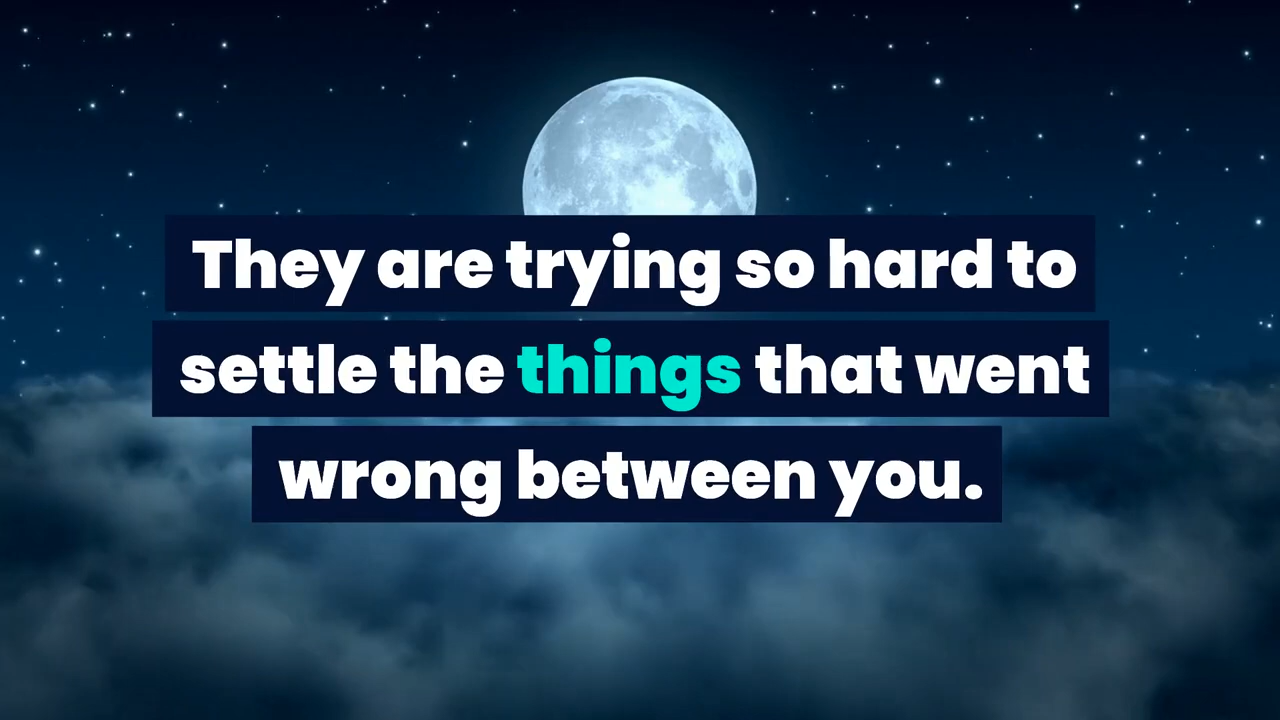 They are trying so hard to
settle the things that went
wrong between you.